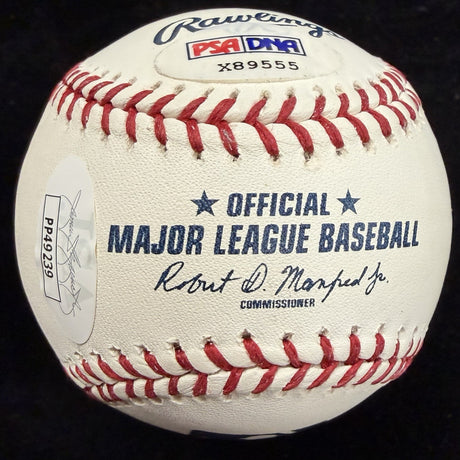 Rawlings
PSA DNA
X89555
★ OFFICIAL ★
MAJOR LEAGUE BASEBALL
Robert D. Manfred Jr.
COMMISSIONER
PP49239